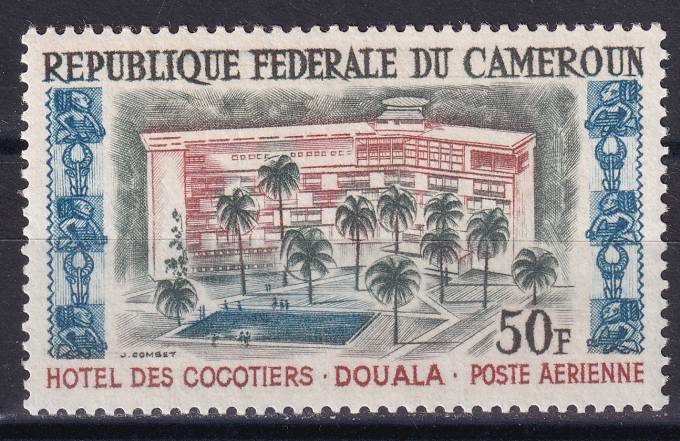 REPUBLIQUE FEDERALE DU CAMEROUN
50F
J. COMBET
HOTEL DES COCOTIERS · DOUALA · POSTE AERIENNE